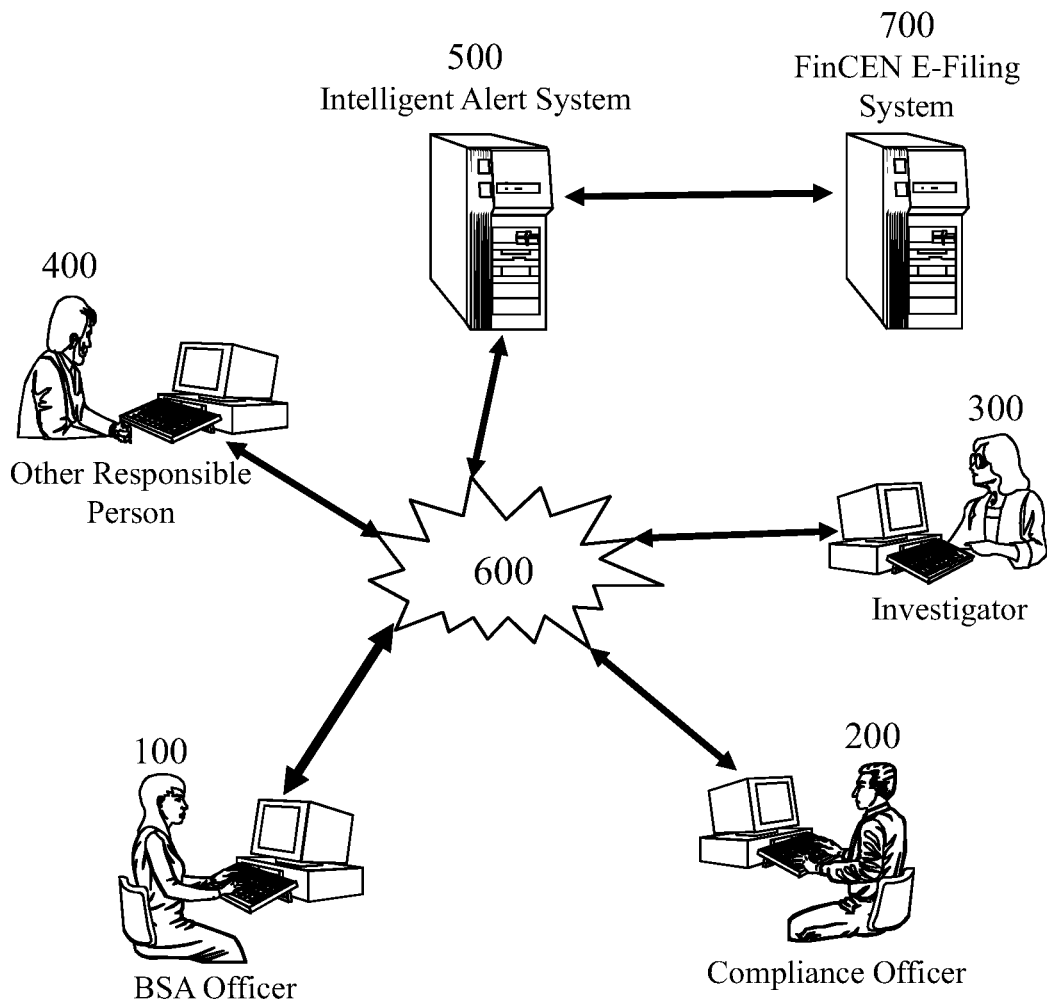 700
FinCEN E-Filing
System
500
Intelligent Alert System
400
Other Responsible
Person
300
Investigator
600
100
BSA Officer
200
Compliance Officer